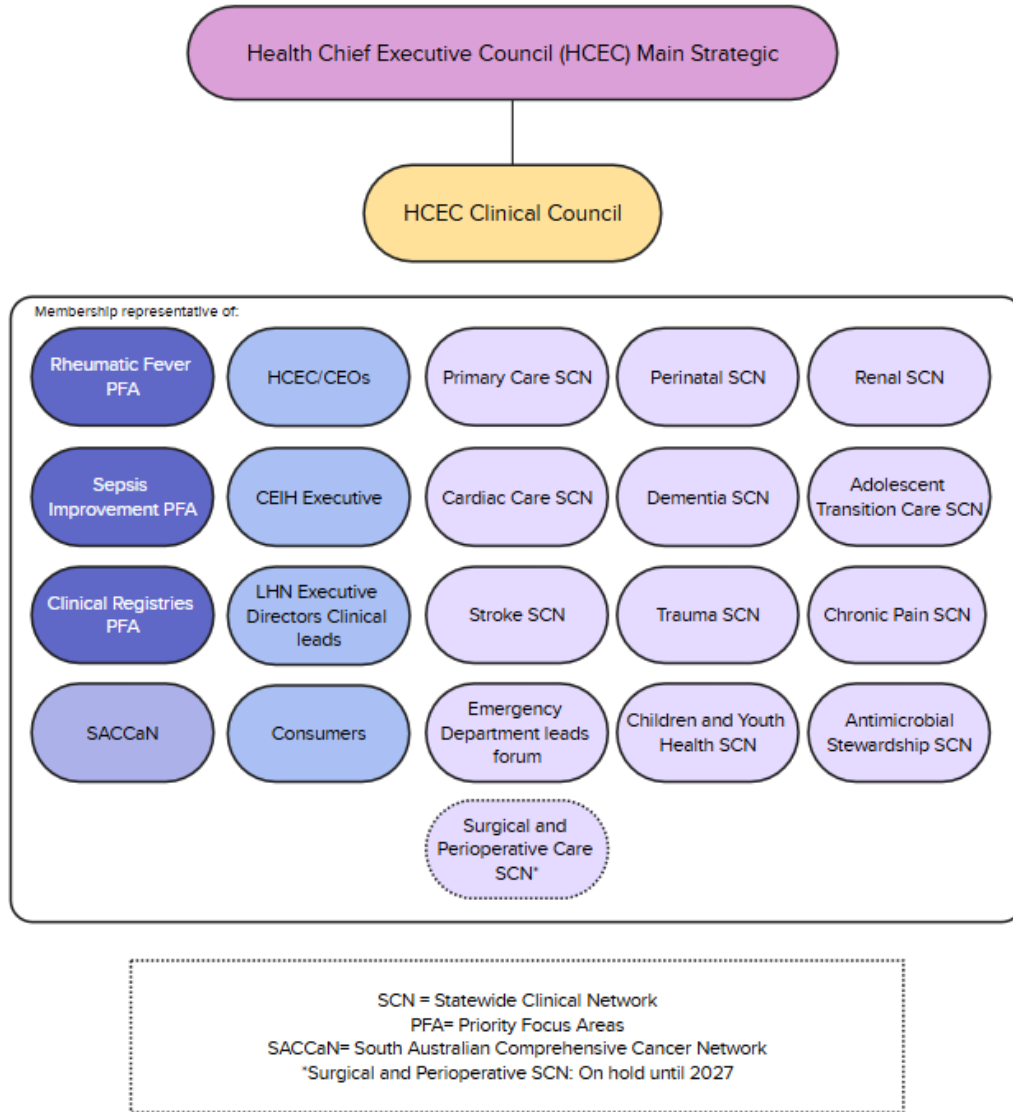 Health Chief Executive Council (HCEC) Main Strategic
HCEC Clinical Council
Membership representative of:
Rheumatic Fever
PFA
HCEC/CEOs
Primary Care SCN
Perinatal SCN
Renal SCN
Sepsis
Improvement PFA
CEIH Executive
Cardiac Care SCN
Dementia SCN
Adolescent
Transition Care SCN
Clinical Registries
PFA
LHN Executive
Directors Clinical
leads
Stroke SCN
Trauma SCN
Chronic Pain SCN
SACCaN
Consumers
Emergency
Department leads
forum
Children and Youth
Health SCN
Antimicrobial
Stewardship SCN
Surgical and
Perioperative Care
SCN*
SCN = Statewide Clinical Network
PFA= Priority Focus Areas
SACCaN= South Australian Comprehensive Cancer Network
*Surgical and Perioperative SCN: On hold until 2027